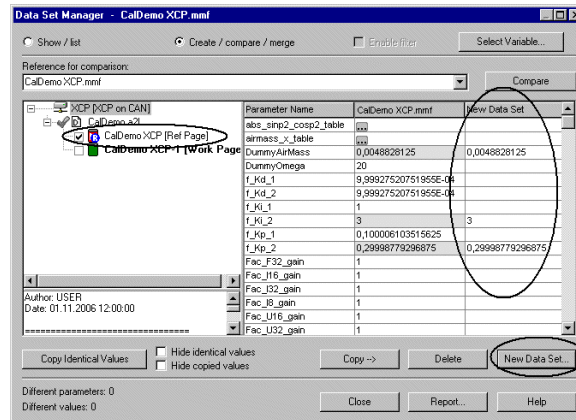 Data Set Manager - CalDemo XCP.mmf
Show / list
Create / compare / merge
Enable filter
Select Variable...
Reference for comparison:
CalDemo XCP.mmf
Compare
XCP [XCP on CAN]
CalDemo.a2l
CalDemo XCP [Ref Page]
CalDemo XCP-1 [Work Page
Parameter Name CalDemo XCP.mmf New Data Set
abs_sinp2_cosp2_table ...
airmass_x_table ...
DummyAirMass 0,0048828125 0,0048828125
DummyOmega 20
f_Kd_1 9,99927520751955E-04
f_Kd_2 9,99927520751955E-04
f_Ki_1 1
f_Ki_2 3 3
f_Kp_1 0,100006103515625
f_Kp_2 0,29998779296875 0,29998779296875
Fac_F32_gain 1
Fac_I16_gain 1
Fac_I32_gain 1
Fac_I8_gain 1
Fac_U16_gain 1
Fac_U32_gain 1
Author: USER
Date: 01.11.2006 12:00:00
==============================
Copy Identical Values
Hide identical values
Hide copied values
Copy -->
Delete
New Data Set...
Different parameters: 0
Different values: 0
Close
Report...
Help